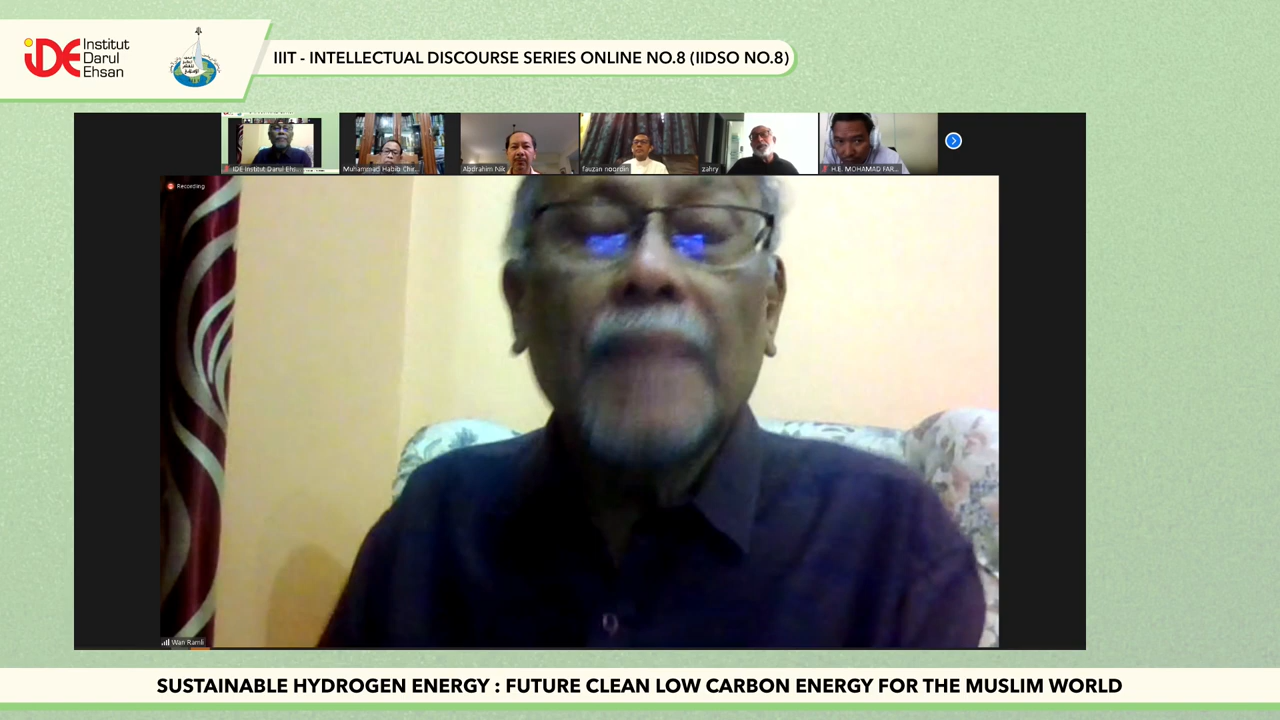 iDE Institut
Darul
Ehsan
IIIT - INTELLECTUAL DISCOURSE SERIES ONLINE NO.8 (IIDSO NO.8)
IDE Institut Darul Ehs...
Muhammad Habib Chir...
Abdrahim Nik
fauzan noordin
zahry
H.E. MOHAMAD FAR...
Recording
Wan Ramli
SUSTAINABLE HYDROGEN ENERGY : FUTURE CLEAN LOW CARBON ENERGY FOR THE MUSLIM WORLD